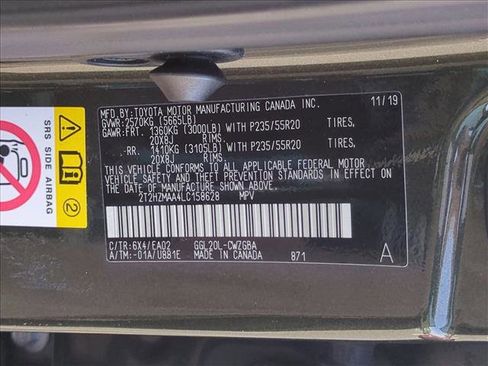 MFD.BY:TOYOTA MOTOR MANUFACTURING CANADA INC. 11/19
GVWR:2570KG (5665LB)
GAWR:FRT. 1360KG (3000LB) WITH P235/55R20 TIRES,
20X8J RIMS.
RR. 1410KG (3105LB) WITH P235/55R20 TIRES,
20X8J RIMS.
THIS VEHICLE CONFORMS TO ALL APPLICABLE FEDERAL MOTOR
VEHICLE SAFETY AND THEFT PREVENTION STANDARDS IN EFFECT ON
THE DATE OF MANUFACTURE SHOWN ABOVE.
2T2HZMAA4LC158628 MPV
C/TR:6X4/EA02 GGL20L-CWZGBA
A/TM:-01A/U881E MADE IN CANADA 871 A
SRS SIDE AIRBAG
2